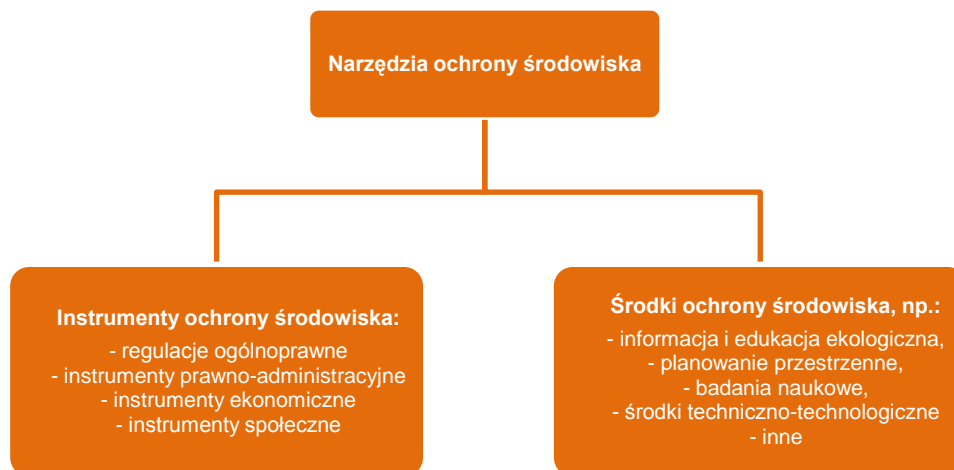 Narzędzia ochrony środowiska
Instrumenty ochrony środowiska:
- regulacje ogólnoprawne
- instrumenty prawno-administracyjne
- instrumenty ekonomiczne
- instrumenty społeczne
Środki ochrony środowiska, np.:
- informacja i edukacja ekologiczna,
- planowanie przestrzenne,
- badania naukowe,
- środki techniczno-technologiczne
- inne